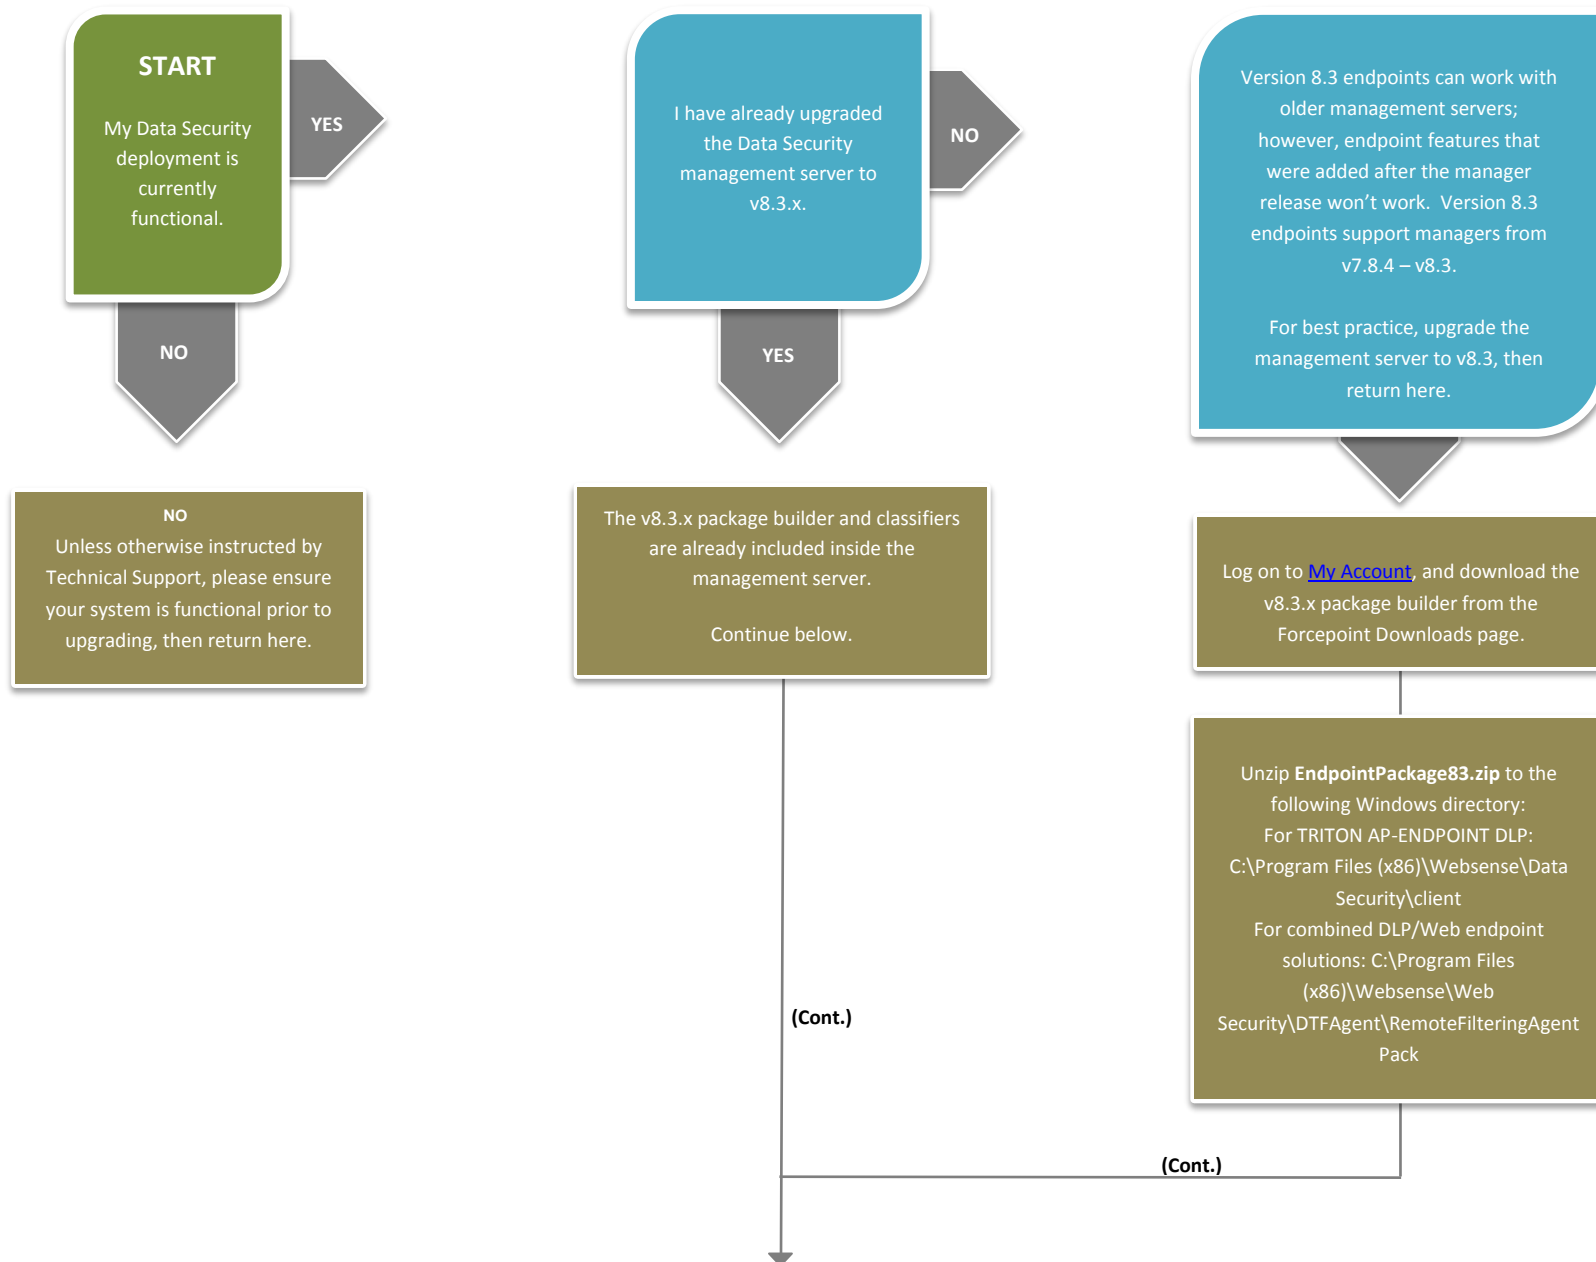 START
My Data Security
deployment is
currently
functional.
YES
NO
NO
Unless otherwise instructed by
Technical Support, please ensure
your system is functional prior to
upgrading, then return here.
I have already upgraded
the Data Security
management server to
v8.3.x.
NO
YES
The v8.3.x package builder and classifiers
are already included inside the
management server.
Continue below.
(Cont.)
Version 8.3 endpoints can work with
older management servers;
however, endpoint features that
were added after the manager
release won’t work.  Version 8.3
endpoints support managers from
v7.8.4 – v8.3.
For best practice, upgrade the
management server to v8.3, then
return here.
Log on to My Account, and download the
v8.3.x package builder from the
Forcepoint Downloads page.
Unzip EndpointPackage83.zip to the
following Windows directory:
For TRITON AP-ENDPOINT DLP:
C:\Program Files (x86)\Websense\Data
Security\client
For combined DLP/Web endpoint
solutions: C:\Program Files
(x86)\Websense\Web
Security\DTFAgent\RemoteFilteringAgent
Pack
(Cont.)